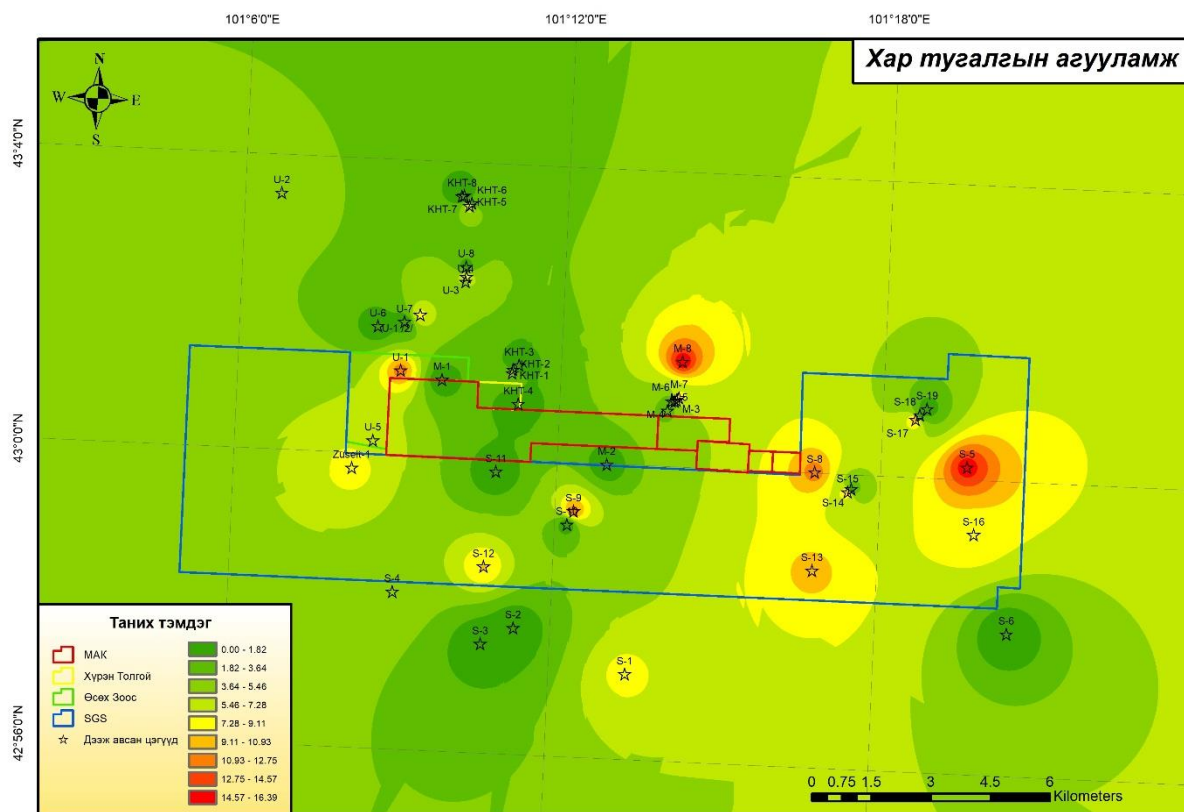 101°6'0"E
101°12'0"E
101°18'0"E
Хар тугалгын агууламж
N
W
E
S
43°4'0"N
43°0'0"N
42°56'0"N
U-2
KHT-8
KHT-6
KHT-5
KHT-7
U-8
U-3
U-7
U-6
U-1
M-1
KHT-3
KHT-2
KHT-1
KHT-4
M-8
M-7
M-6
M-3
U-5
Zuselt-1
S-11
M-2
S-9
S-8
S-15
S-14
S-18
S-19
S-17
S-5
S-16
S-12
S-13
S-4
S-2
S-3
S-1
S-6
Таних тэмдэг
МАК
Хүрэн Толгой
Өсөх Зоос
SGS
Дээж авсан цэгүүд
0.00 - 1.82
1.82 - 3.64
3.64 - 5.46
5.46 - 7.28
7.28 - 9.11
9.11 - 10.93
10.93 - 12.75
12.75 - 14.57
14.57 - 16.39
0 0.75 1.5 3 4.5 6
Kilometers